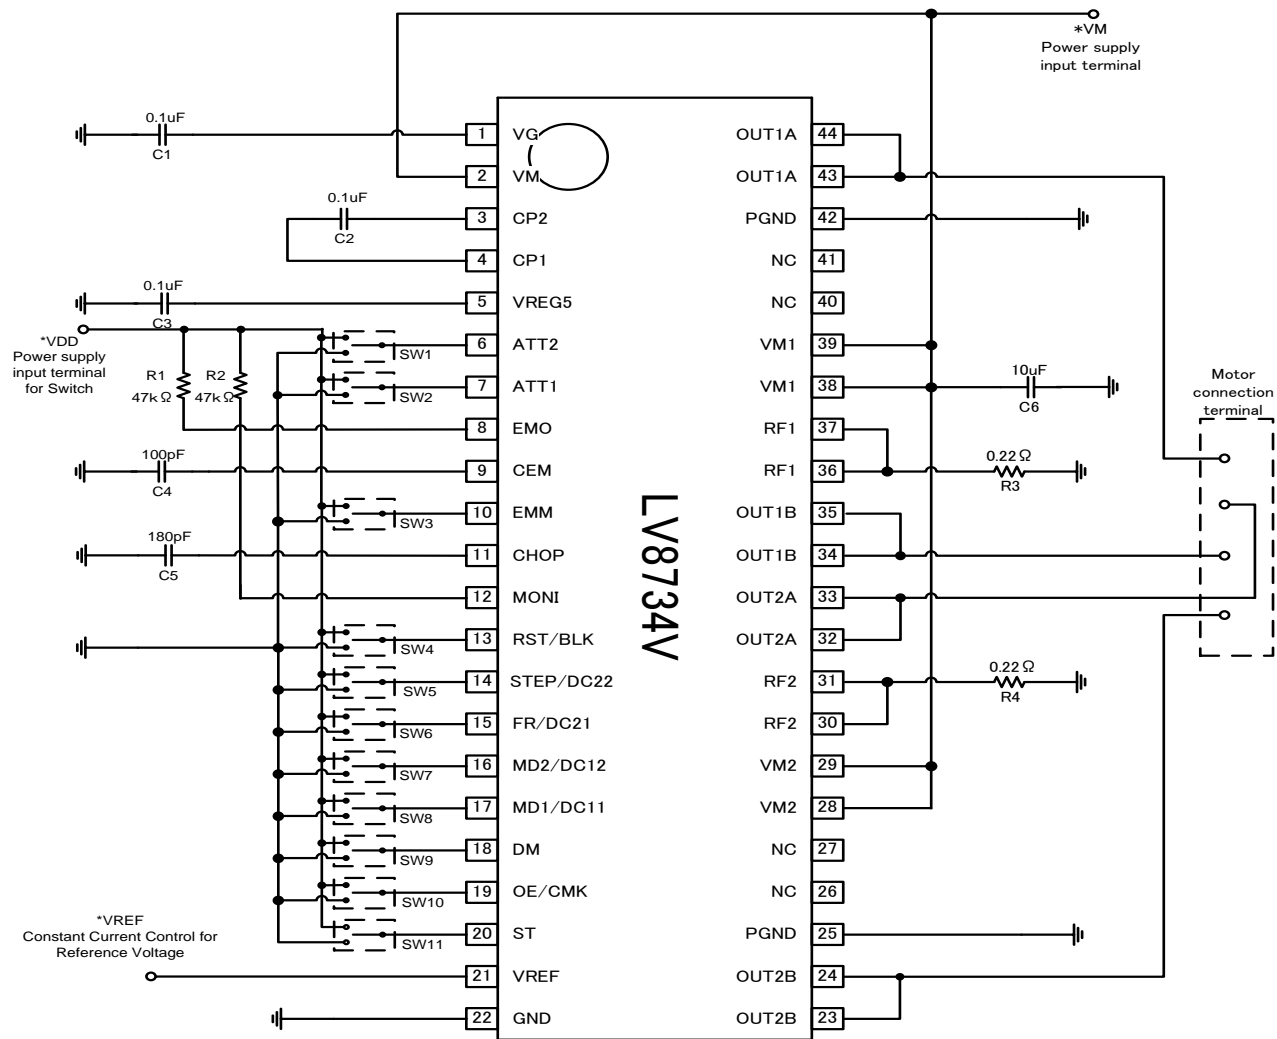 *VM
Power supply
input terminal
0.1uF
C1
1 VG
2 VM
0.1uF
C2
3 CP2
4 CP1
0.1uF
C3
5 VREG5
*VDD
Power supply
input terminal
for Switch
R1
47kΩ
R2
47kΩ
SW1
6 ATT2
SW2
7 ATT1
8 EMO
100pF
C4
9 CEM
SW3
10 EMM
180pF
C5
11 CHOP
12 MONI
SW4
13 RST/BLK
SW5
14 STEP/DC22
SW6
15 FR/DC21
SW7
16 MD2/DC12
SW8
17 MD1/DC11
SW9
18 DM
SW10
19 OE/CMK
SW11
20 ST
*VREF
Constant Current Control for
Reference Voltage
21 VREF
22 GND
LV8734V
OUT1A 44
OUT1A 43
PGND 42
NC 41
NC 40
VM1 39
VM1 38
10uF
C6
RF1 37
RF1 36
0.22Ω
R3
OUT1B 35
OUT1B 34
OUT2A 33
OUT2A 32
RF2 31
0.22Ω
R4
RF2 30
VM2 29
VM2 28
NC 27
NC 26
PGND 25
OUT2B 24
OUT2B 23
Motor
connection
terminal